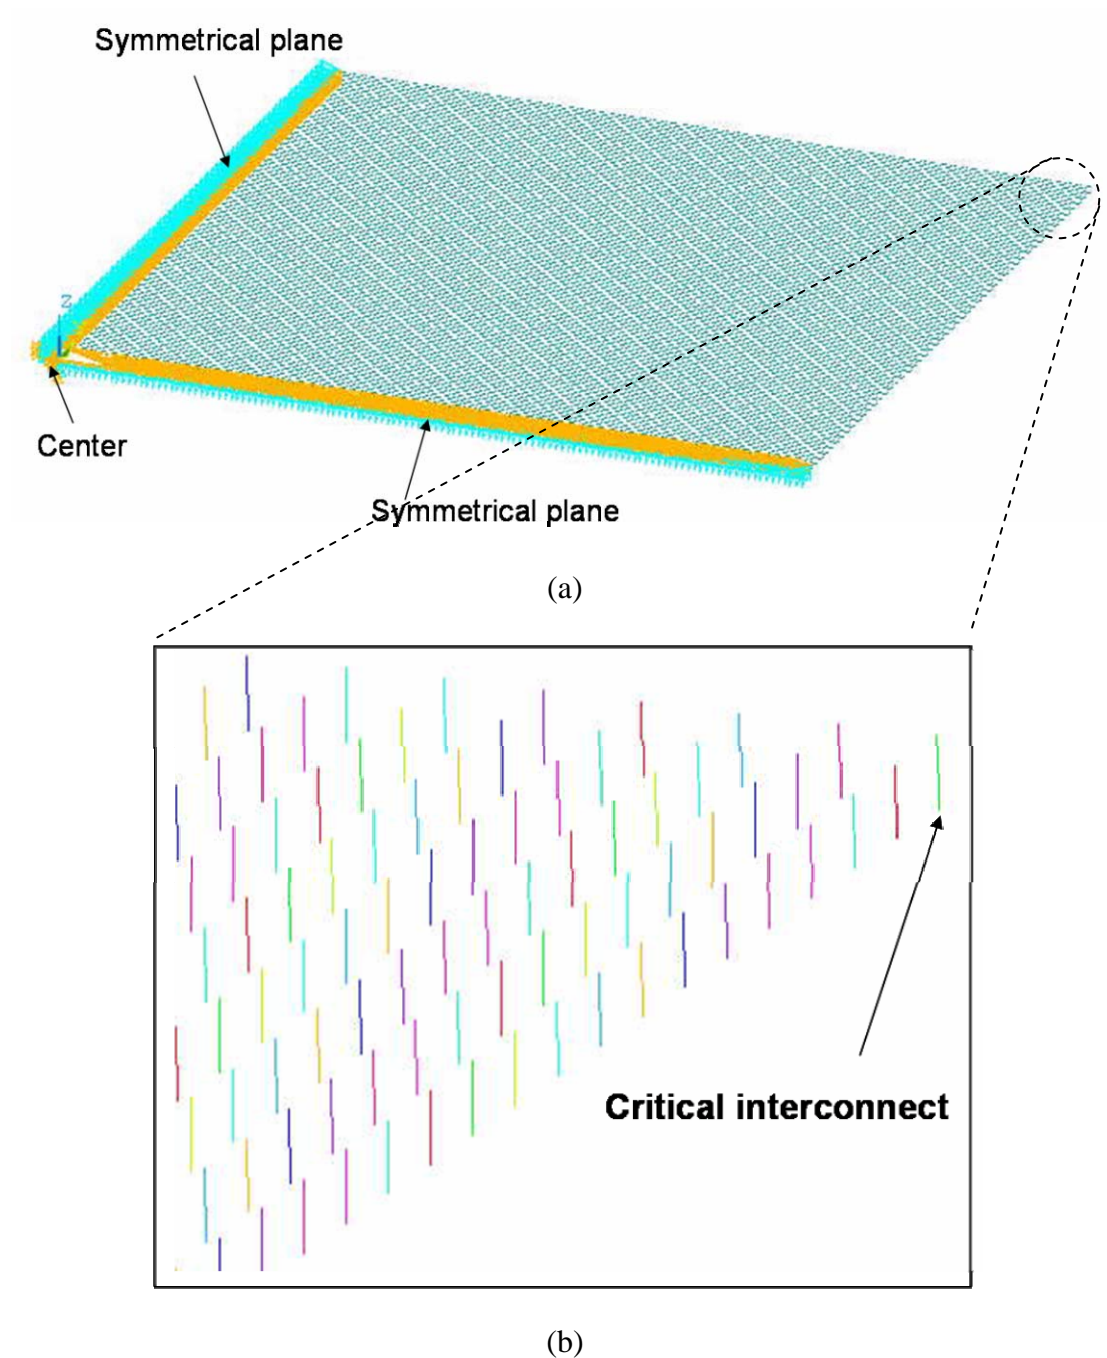 Symmetrical plane
Z
Center
Symmetrical plane
(a)
Critical interconnect
(b)